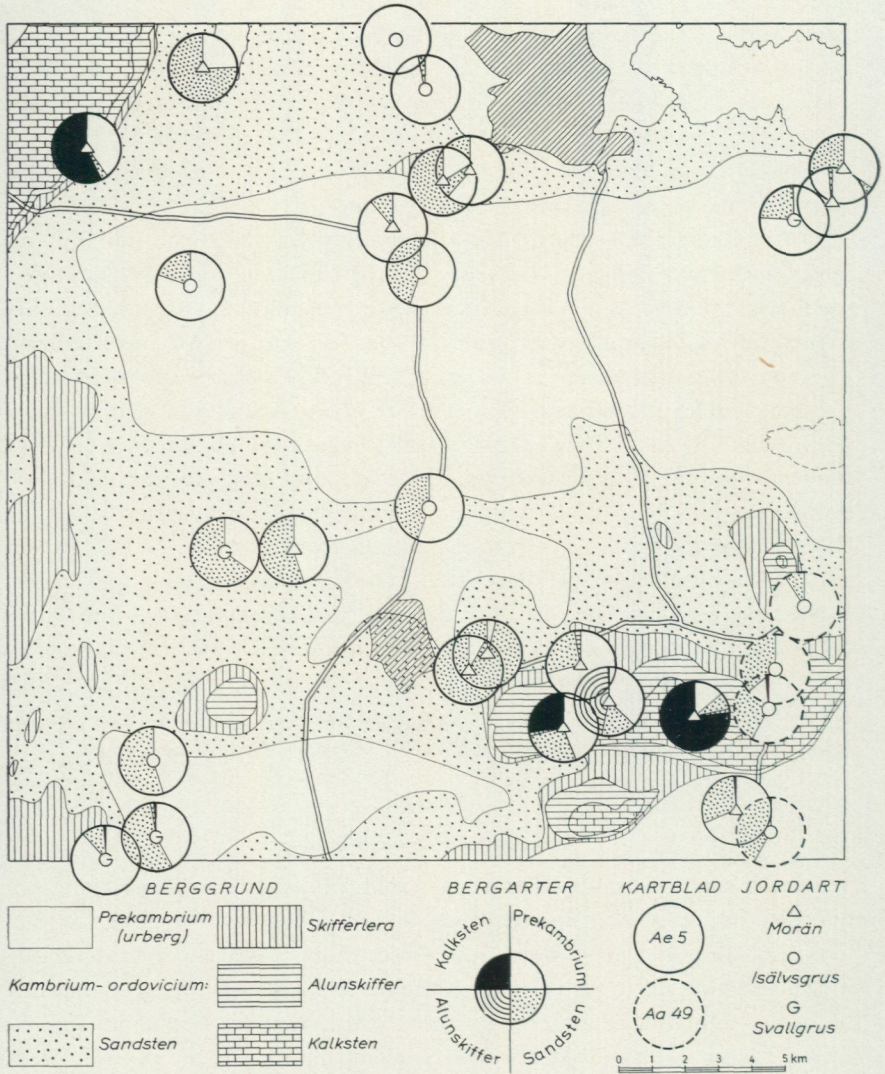 BERGGRUND
Prekambrium
(urberg)
Skifferlera
Kambrium-ordovicium:
Alunskiffer
Sandsten
Kalksten
BERGARTER
Kalksten
Prekambrium
Alunskiffer
Sandsten
KARTBLAD
Ae 5
Aa 49
JORDART
Morän
Isälvsgrus
G
Svallgrus
0 1 2 3 4 5 km
G
G
G
G